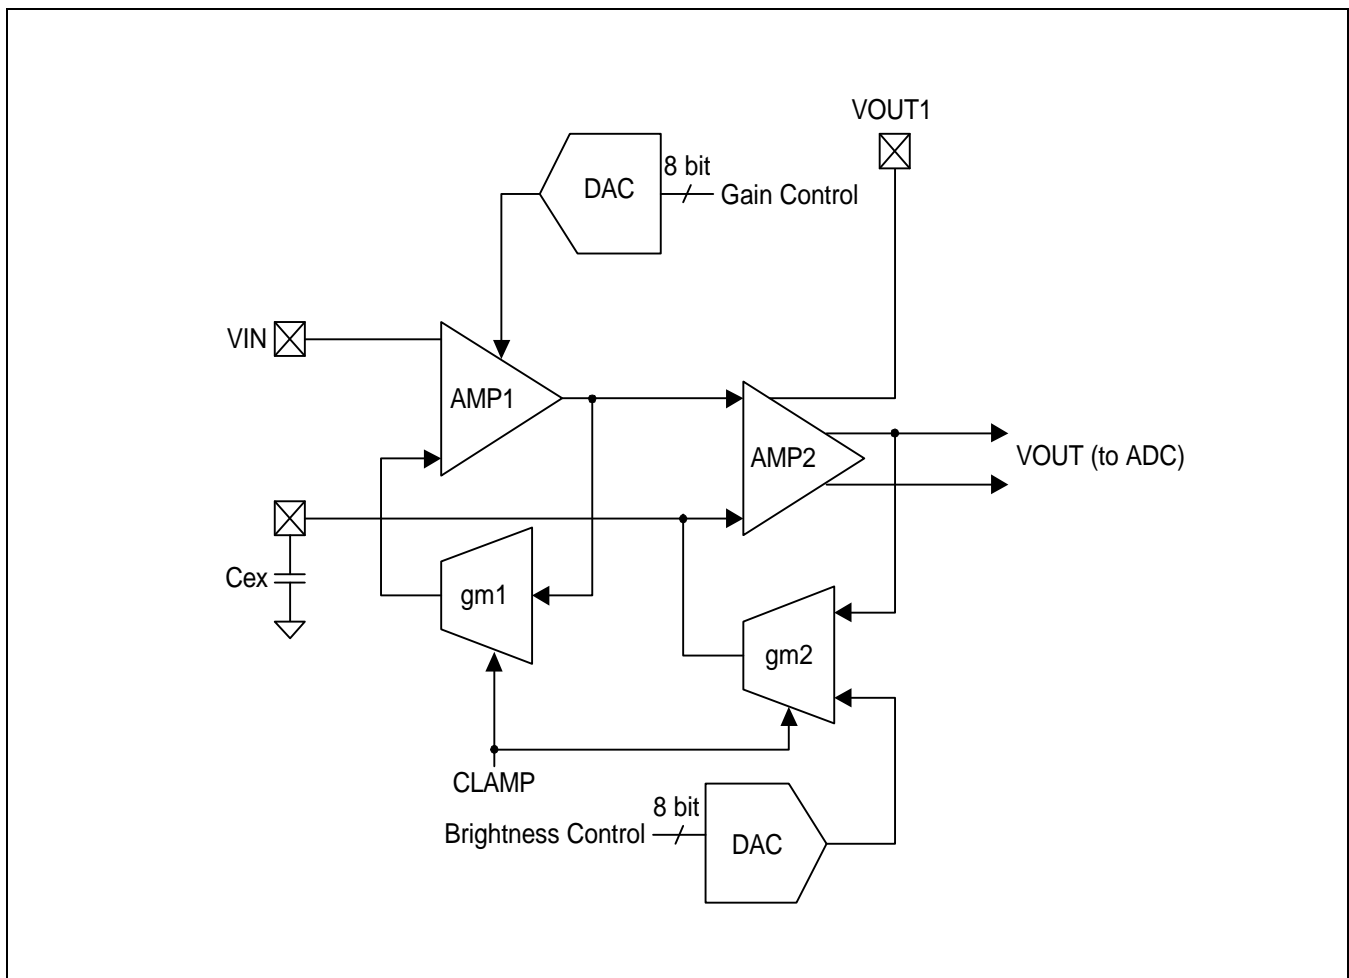 VOUT1
8 bit
DAC
Gain Control
VIN
AMP1
AMP2
VOUT (to ADC)
Cex
gm1
gm2
CLAMP
8 bit
Brightness Control
DAC